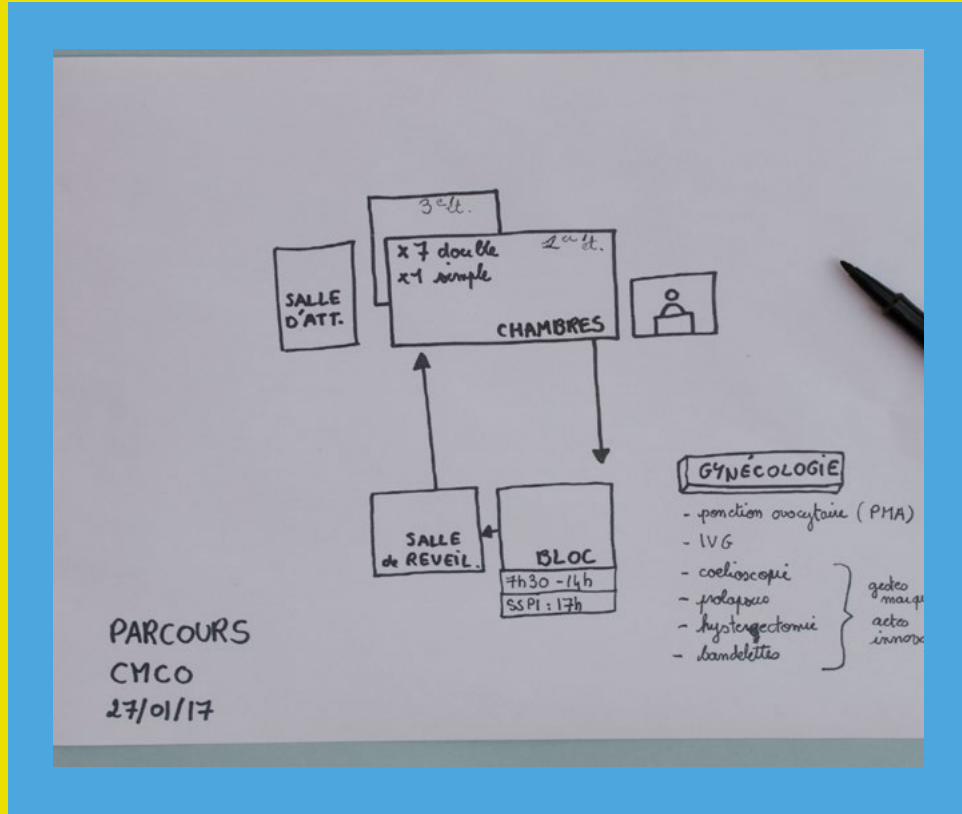 3e ét.
x7 double
1er ét.
x1 simple
SALLE
D'ATT.
CHAMBRES
GYNÉCOLOGIE
- ponction ovocytaire (PMA)
- IVG
- coelioscopie
- prolapsus
- hystérectomie
- bandelettes
gestes
actes
SALLE
de REVEIL.
BLOC
7h30 - 14h
SSPI : 17h
PARCOURS
CMCO
27/01/17